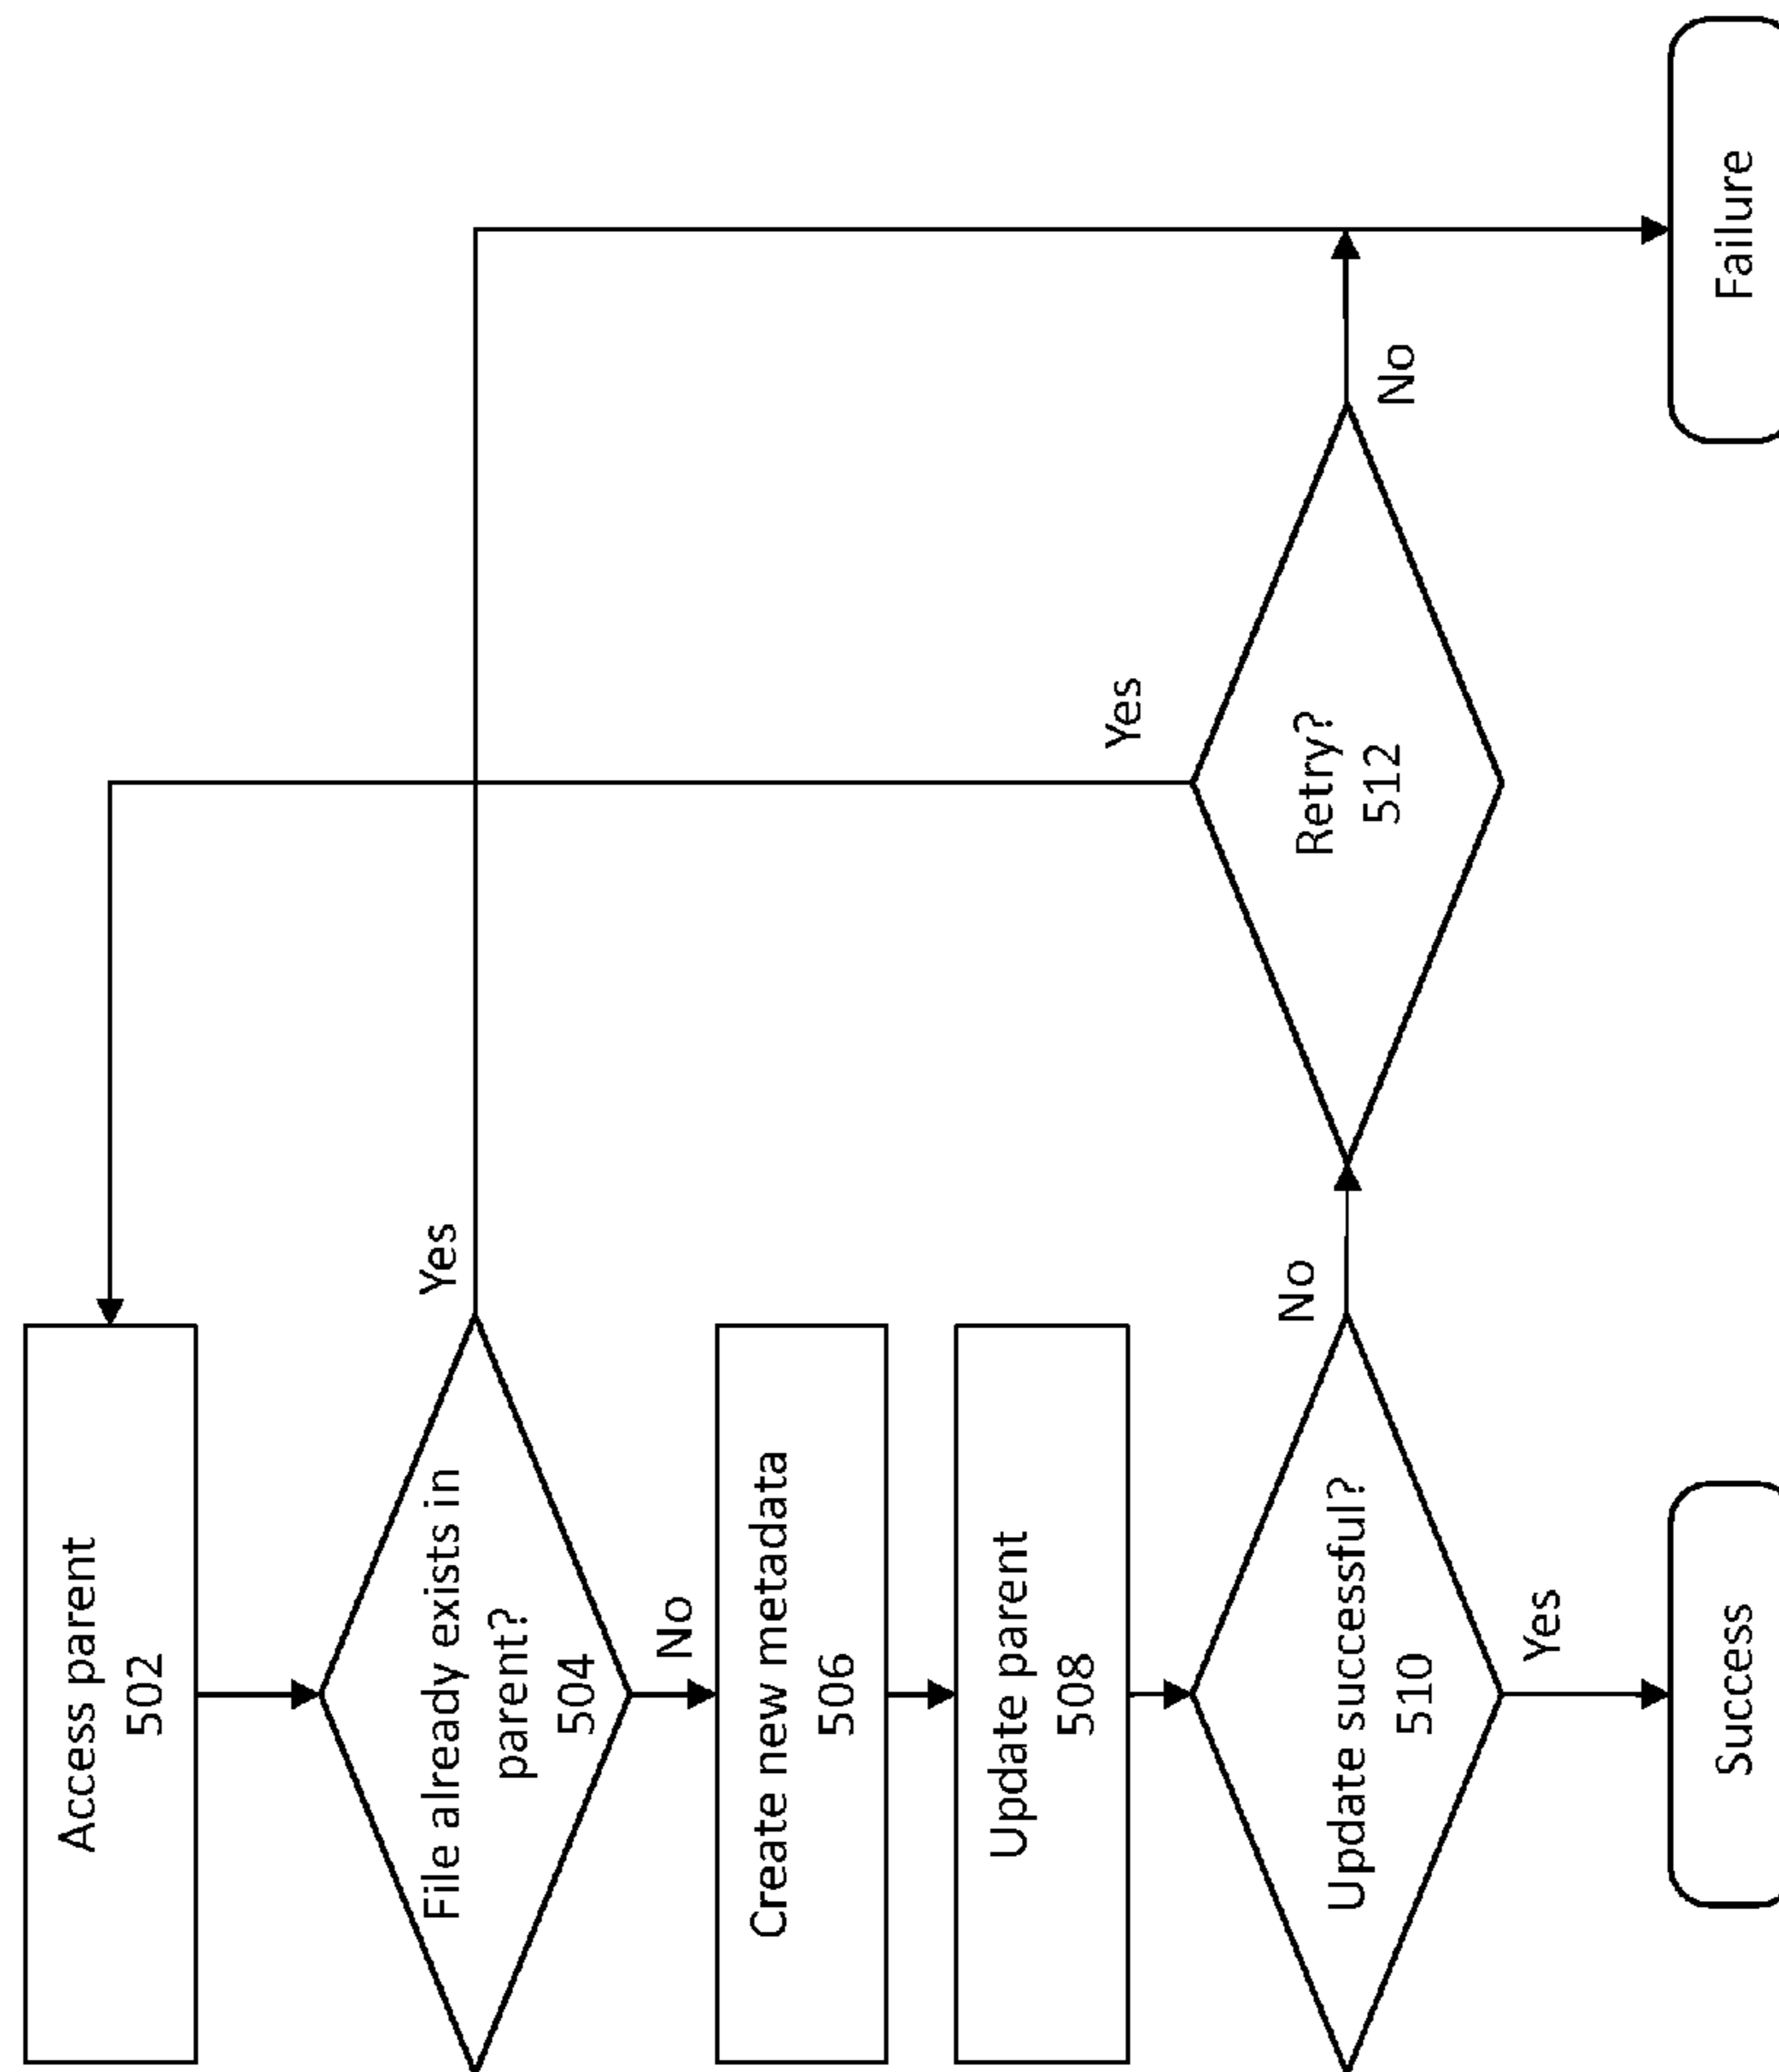 Access parent
502
File already exists in
parent?
504
Yes
No
Create new metadata
506
Update parent
508
Update successful?
510
No
Yes
Retry?
512
Yes
No
Success
Failure